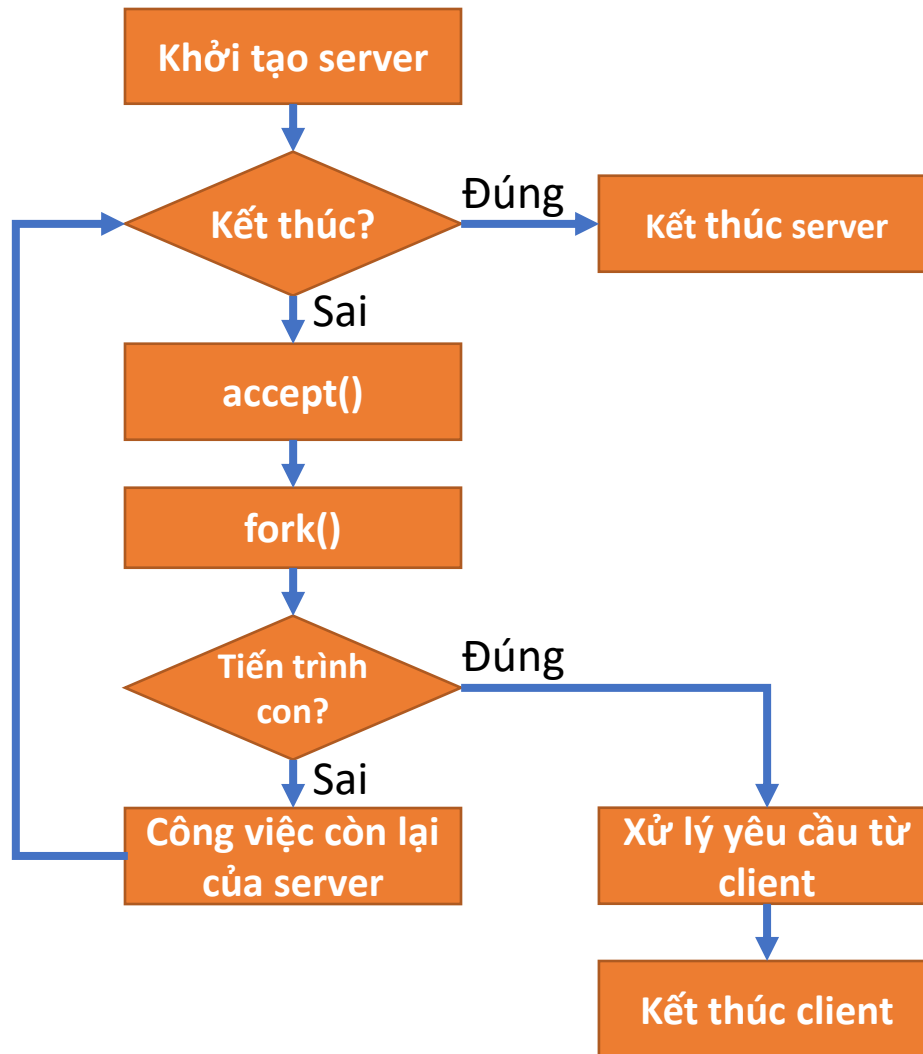 Khởi tạo server
Kết thúc?
Đúng
Kết thúc server
Sai
accept()
fork()
Tiến trình
con?
Đúng
Sai
Công việc còn lại
của server
Xử lý yêu cầu từ
client
Kết thúc client